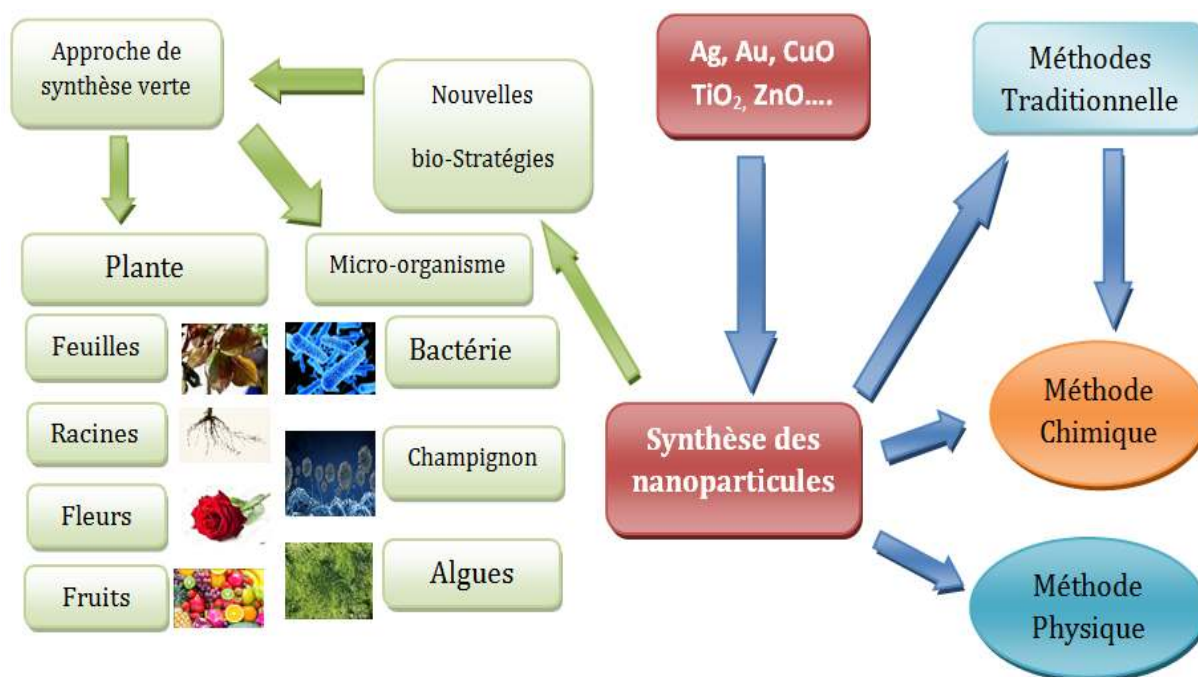 Approche de
synthèse verte
Nouvelles
bio-Stratégies
Ag, Au, CuO
TiO₂, ZnO....
Méthodes
Traditionnelle
Plante
Micro-organisme
Feuilles
Bactérie
Racines
Champignon
Fleurs
Algues
Fruits
Synthèse des
nanoparticules
Méthode
Chimique
Méthode
Physique